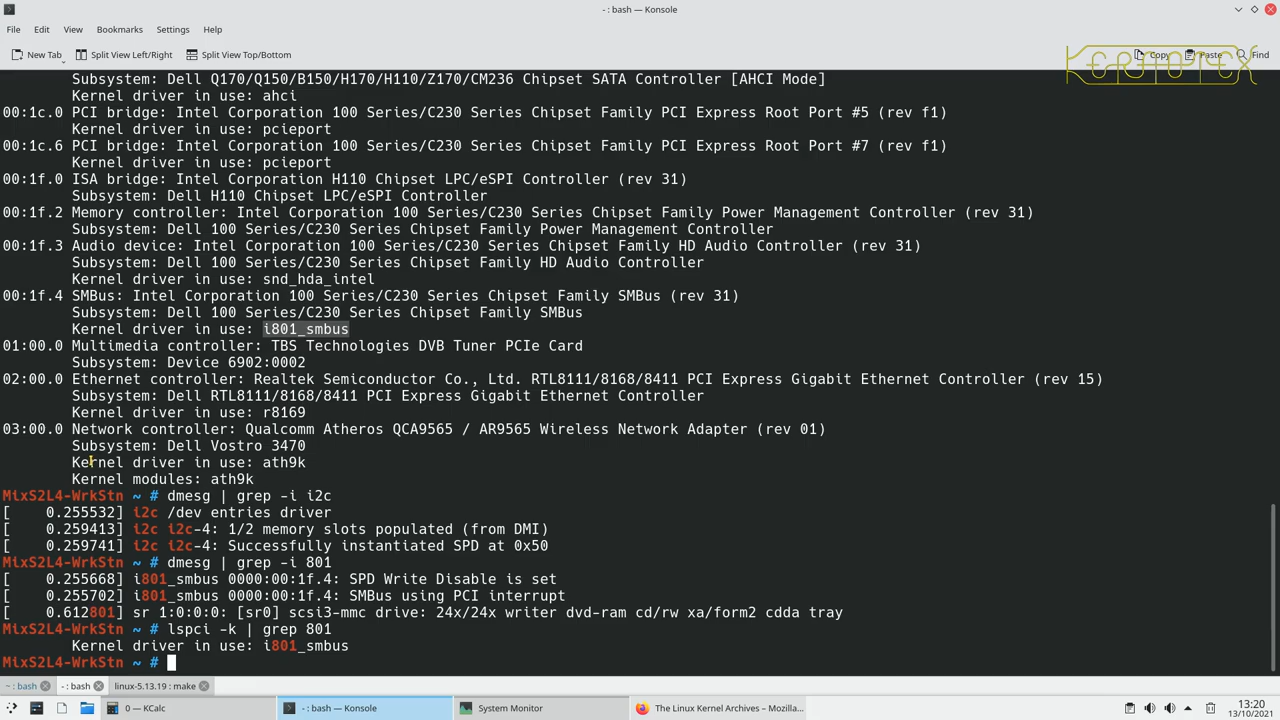 - : bash — Konsole
File Edit View Bookmarks Settings Help
New Tab Split View Left/Right Split View Top/Bottom Copy Paste Find
KERNOTEX
Subsystem: Dell Q170/Q150/B150/H170/H110/Z170/CM236 Chipset SATA Controller [AHCI Mode]
Kernel driver in use: ahci
00:1c.0 PCI bridge: Intel Corporation 100 Series/C230 Series Chipset Family PCI Express Root Port #5 (rev f1)
Kernel driver in use: pcieport
00:1c.6 PCI bridge: Intel Corporation 100 Series/C230 Series Chipset Family PCI Express Root Port #7 (rev f1)
Kernel driver in use: pcieport
00:1f.0 ISA bridge: Intel Corporation H110 Chipset LPC/eSPI Controller (rev 31)
Subsystem: Dell H110 Chipset LPC/eSPI Controller
00:1f.2 Memory controller: Intel Corporation 100 Series/C230 Series Chipset Family Power Management Controller (rev 31)
Subsystem: Dell 100 Series/C230 Series Chipset Family Power Management Controller
00:1f.3 Audio device: Intel Corporation 100 Series/C230 Series Chipset Family HD Audio Controller (rev 31)
Subsystem: Dell 100 Series/C230 Series Chipset Family HD Audio Controller
Kernel driver in use: snd_hda_intel
00:1f.4 SMBus: Intel Corporation 100 Series/C230 Series Chipset Family SMBus (rev 31)
Subsystem: Dell 100 Series/C230 Series Chipset Family SMBus
Kernel driver in use: i801_smbus
01:00.0 Multimedia controller: TBS Technologies DVB Tuner PCIe Card
Subsystem: Device 6902:0002
02:00.0 Ethernet controller: Realtek Semiconductor Co., Ltd. RTL8111/8168/8411 PCI Express Gigabit Ethernet Controller (rev 15)
Subsystem: Dell RTL8111/8168/8411 PCI Express Gigabit Ethernet Controller
Kernel driver in use: r8169
03:00.0 Network controller: Qualcomm Atheros QCA9565 / AR9565 Wireless Network Adapter (rev 01)
Subsystem: Dell Vostro 3470
Kernel driver in use: ath9k
Kernel modules: ath9k
MixS2L4-WrkStn ~ # dmesg | grep -i i2c
[    0.255532] i2c /dev entries driver
[    0.259413] i2c i2c-4: 1/2 memory slots populated (from DMI)
[    0.259741] i2c i2c-4: Successfully instantiated SPD at 0x50
MixS2L4-WrkStn ~ # dmesg | grep -i 801
[    0.255668] i801_smbus 0000:00:1f.4: SPD Write Disable is set
[    0.255702] i801_smbus 0000:00:1f.4: SMBus using PCI interrupt
[    0.612801] sr 1:0:0:0: [sr0] scsi3-mmc drive: 24x/24x writer dvd-ram cd/rw xa/form2 cdda tray
MixS2L4-WrkStn ~ # lspci -k | grep 801
Kernel driver in use: i801_smbus
MixS2L4-WrkStn ~ #
~ : bash - : bash linux-5.13.19 : make
0 — KCalc - : bash — Konsole System Monitor The Linux Kernel Archives – Mozilla... 13:20
13/10/2021